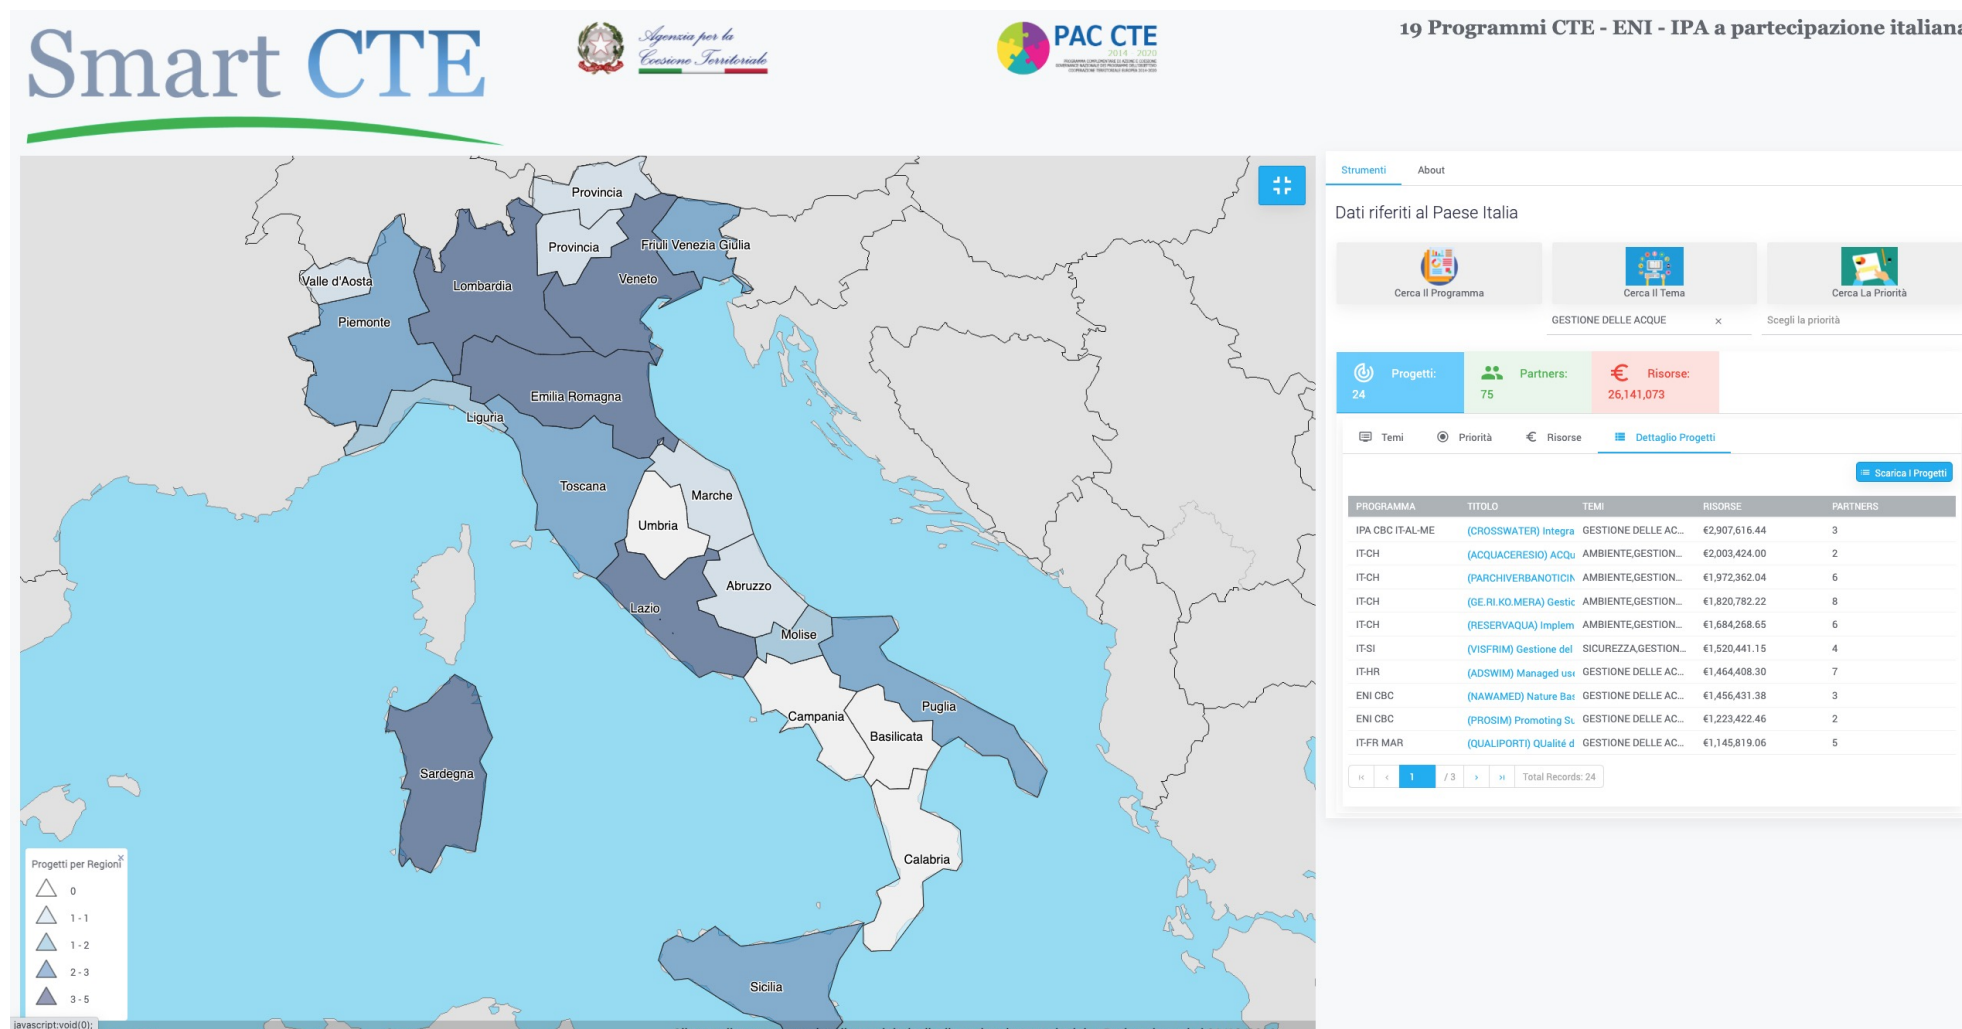 Smart CTE
Agenzia per la
Coesione Territoriale
PAC CTE
2014 - 2020
19 Programmi CTE - ENI - IPA a partecipazione italiana
Strumenti About
Dati riferiti al Paese Italia
Cerca Il Programma Cerca Il Tema Cerca La Priorità
GESTIONE DELLE ACQUE × Scegli la priorità
Progetti: Partners: Risorse:
24 75 26,141,073
Temi Priorità € Risorse Dettaglio Progetti
Scarica I Progetti
PROGRAMMA TITOLO TEMI RISORSE PARTNERS
IPA CBC IT-AL-ME (CROSSWATER) Integra GESTIONE DELLE AC... €2,907,616.44 3
IT-CH (ACQUACERESIO) ACQu AMBIENTE,GESTION... €2,003,424.00 2
IT-CH (PARCHIVERBANOTICIN AMBIENTE,GESTION... €1,972,362.04 6
IT-CH (GE.RI.KO.MERA) Gestic AMBIENTE,GESTION... €1,820,782.22 8
IT-CH (RESERVAQUA) Implem AMBIENTE,GESTION... €1,684,268.65 6
IT-SI (VISFRIM) Gestione del SICUREZZA,GESTION... €1,520,441.15 4
IT-HR (ADSWIM) Managed use GESTIONE DELLE AC... €1,464,408.30 7
ENI CBC (NAWAMED) Nature Bas GESTIONE DELLE AC... €1,456,431.38 3
ENI CBC (PROSIM) Promoting Su GESTIONE DELLE AC... €1,223,422.46 2
IT-FR MAR (QUALIPORTI) QUalité d GESTIONE DELLE AC... €1,145,819.06 5
1 / 3 Total Records: 24
Provincia
Provincia
Friuli Venezia Giulia
Valle d'Aosta
Lombardia
Veneto
Piemonte
Emilia Romagna
Liguria
Toscana
Marche
Umbria
Abruzzo
Lazio
Molise
Campania
Puglia
Basilicata
Sardegna
Calabria
Sicilia
Progetti per Regioni ×
0
1 - 1
1 - 2
2 - 3
3 - 5
javascript:void(0);